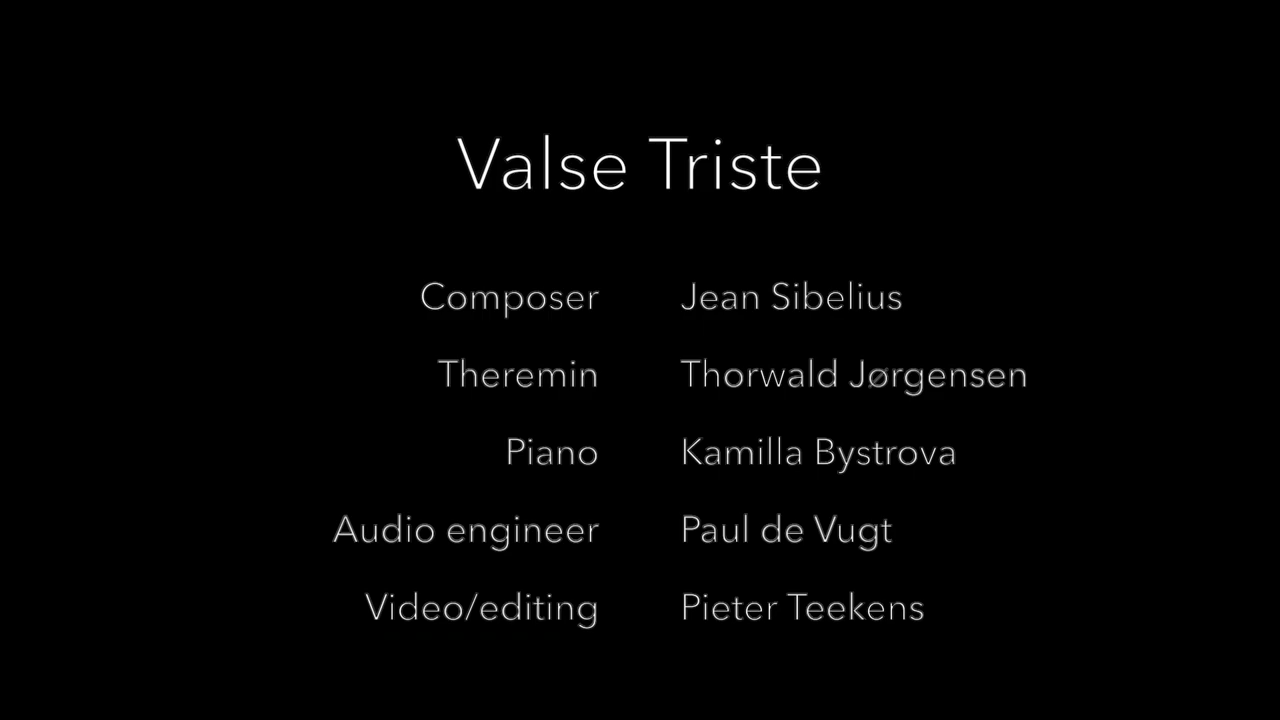 Valse Triste
Composer Jean Sibelius
Theremin Thorwald Jørgensen
Piano Kamilla Bystrova
Audio engineer Paul de Vugt
Video/editing Pieter Teekens